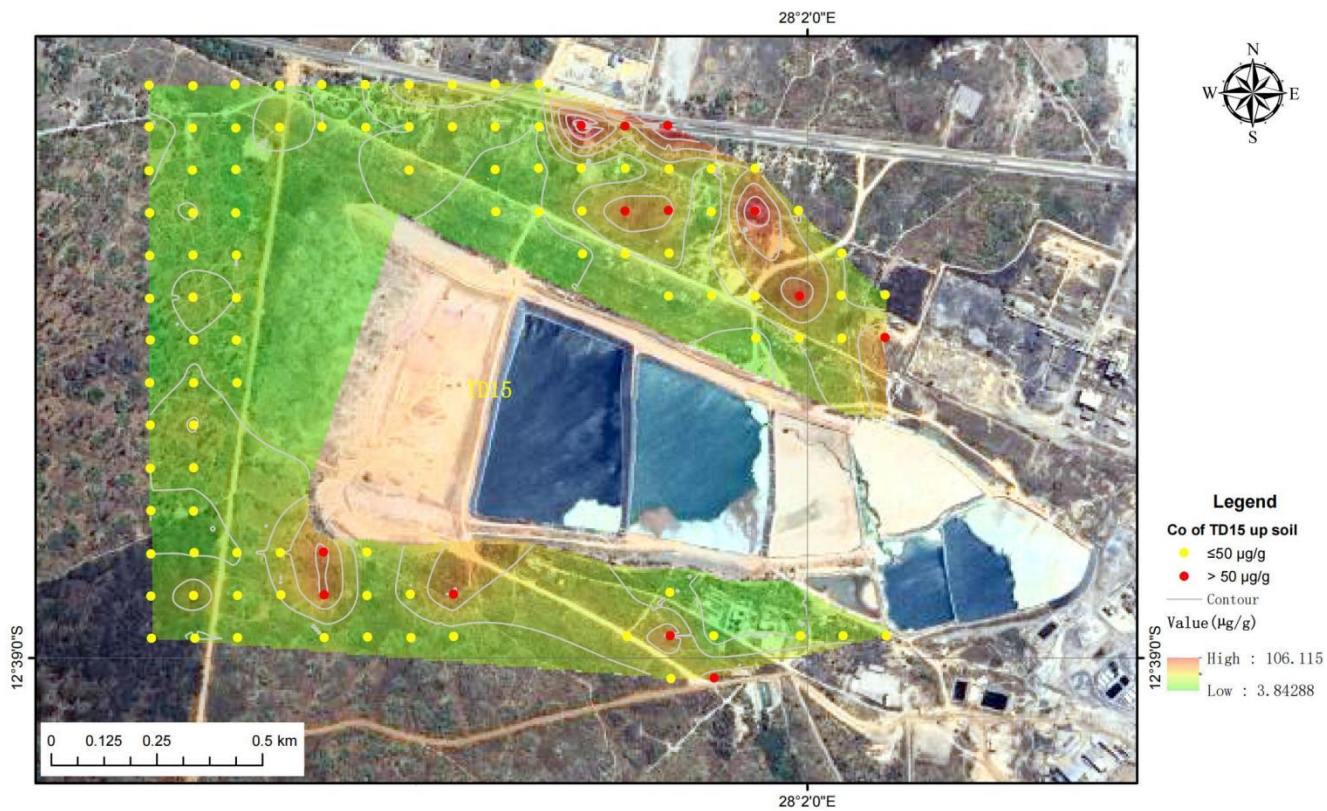 28°2'0"E
N
W E
S
TD15
12°39'0"S
12°39'0"S
Legend
Co of TD15 up soil
≤50 µg/g
> 50 µg/g
Contour
Value(µg/g)
High : 106.115
Low : 3.84288
0 0.125 0.25 0.5 km
28°2'0"E